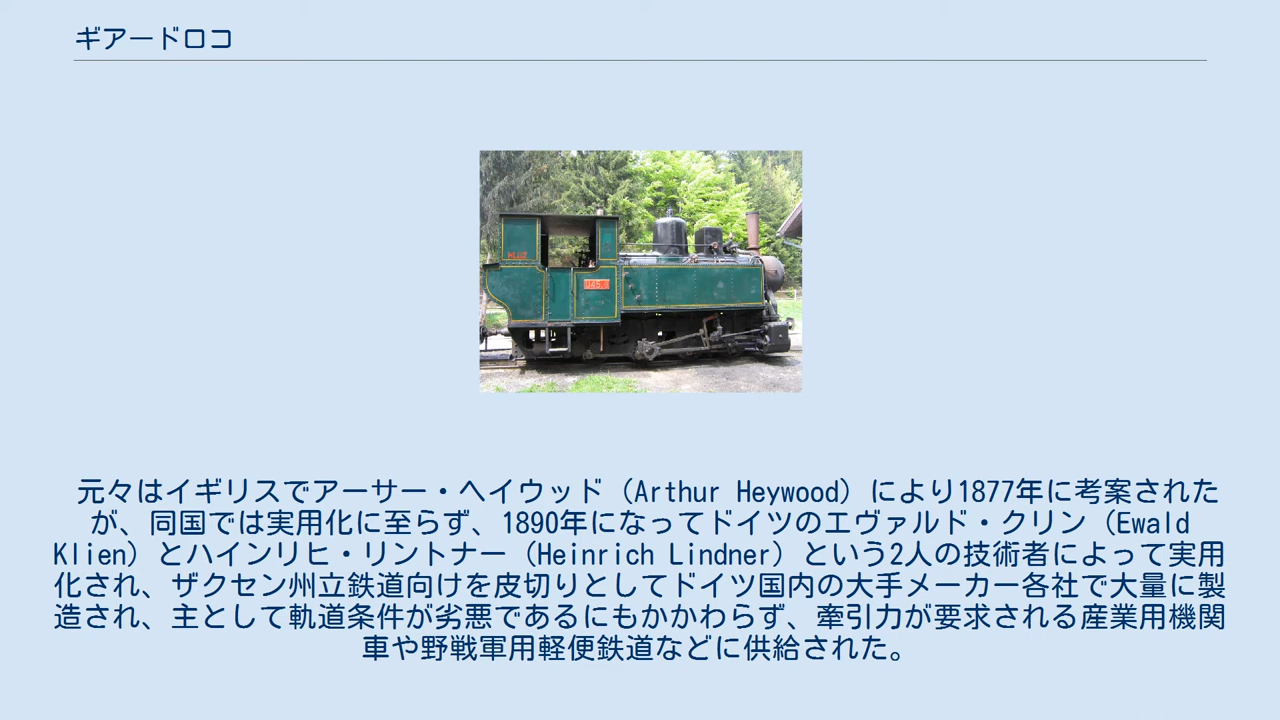 ギアードロコ
U45.
元々はイギリスでアーサー・ヘイウッド（Arthur Heywood）により1877年に考案された
が、同国では実用化に至らず、1890年になってドイツのエヴァルド・クリン（Ewald
Klien）とハインリヒ・リントナー（Heinrich Lindner）という2人の技術者によって実用
化され、ザクセン州立鉄道向けを皮切りとしてドイツ国内の大手メーカー各社で大量に製
造され、主として軌道条件が劣悪であるにもかかわらず、牽引力が要求される産業用機関
車や野戦軍用軽便鉄道などに供給された。